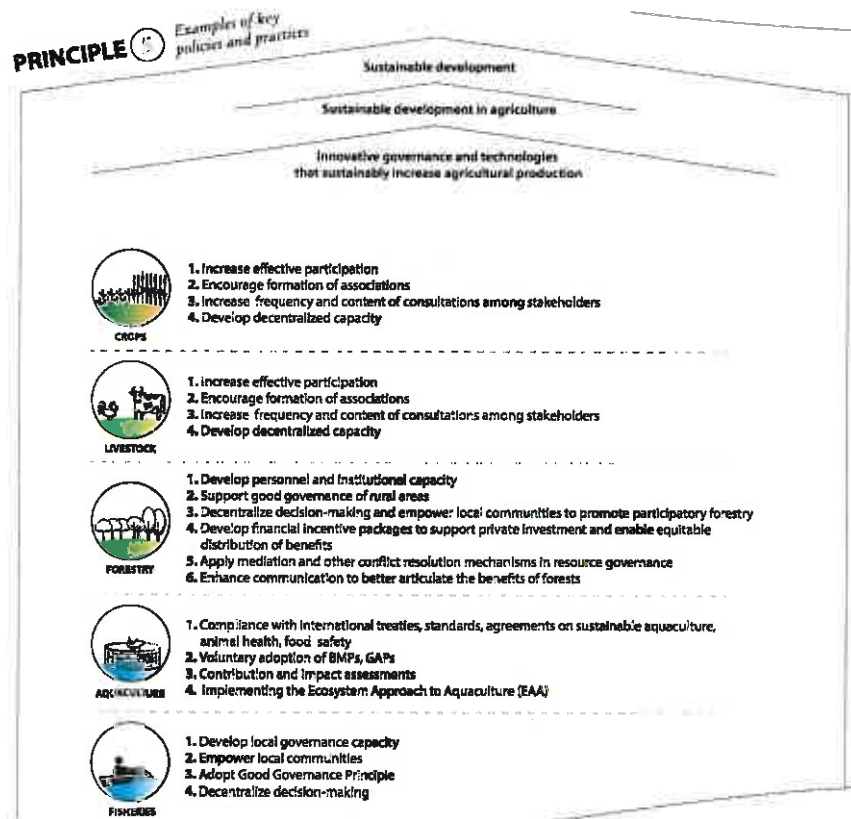 PRINCIPLE 5
Examples of key
policies and practices
Sustainable development
Sustainable development in agriculture
Innovative governance and technologies
that sustainably increase agricultural production
1. Increase effective participation
2. Encourage formation of associations
3. Increase frequency and content of consultations among stakeholders
4. Develop decentralized capacity
CROPS
1. Increase effective participation
2. Encourage formation of associations
3. Increase frequency and content of consultations among stakeholders
4. Develop decentralized capacity
LIVESTOCK
1. Develop personnel and institutional capacity
2. Support good governance of rural areas
3. Decentralize decision-making and empower local communities to promote participatory forestry
4. Develop financial incentive packages to support private investment and enable equitable
distribution of benefits
5. Apply mediation and other conflict resolution mechanisms in resource governance
6. Enhance communication to better articulate the benefits of forests
FORESTRY
1. Compliance with international treaties, standards, agreements on sustainable aquaculture,
animal health, food safety
2. Voluntary adoption of BMPs, GAPs
3. Contribution and impact assessments
4. Implementing the Ecosystem Approach to Aquaculture (EAA)
AQUACULTURE
1. Develop local governance capacity
2. Empower local communities
3. Adopt Good Governance Principle
4. Decentralize decision-making
FISHERIES